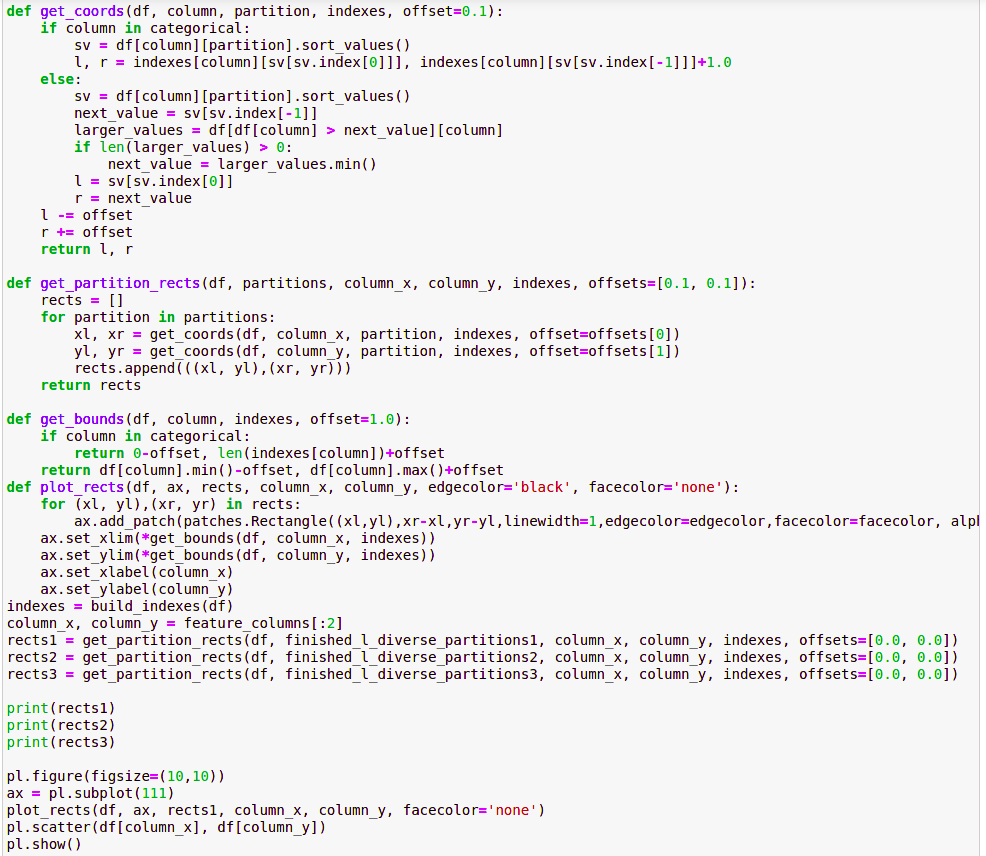 def get_coords(df, column, partition, indexes, offset=0.1):
    if column in categorical:
        sv = df[column][partition].sort_values()
        l, r = indexes[column][sv[sv.index[0]]], indexes[column][sv[sv.index[-1]]]+1.0
    else:
        sv = df[column][partition].sort_values()
        next_value = sv[sv.index[-1]]
        larger_values = df[df[column] > next_value][column]
        if len(larger_values) > 0:
            next_value = larger_values.min()
        l = sv[sv.index[0]]
        r = next_value
    l -= offset
    r += offset
    return l, r

def get_partition_rects(df, partitions, column_x, column_y, indexes, offsets=[0.1, 0.1]):
    rects = []
    for partition in partitions:
        xl, xr = get_coords(df, column_x, partition, indexes, offset=offsets[0])
        yl, yr = get_coords(df, column_y, partition, indexes, offset=offsets[1])
        rects.append(((xl, yl),(xr, yr)))
    return rects

def get_bounds(df, column, indexes, offset=1.0):
    if column in categorical:
        return 0-offset, len(indexes[column])+offset
    return df[column].min()-offset, df[column].max()+offset
def plot_rects(df, ax, rects, column_x, column_y, edgecolor='black', facecolor='none'):
    for (xl, yl),(xr, yr) in rects:
        ax.add_patch(patches.Rectangle((xl,yl),xr-xl,yr-yl,linewidth=1,edgecolor=edgecolor,facecolor=facecolor,
    ax.set_xlim(*get_bounds(df, column_x, indexes))
    ax.set_ylim(*get_bounds(df, column_y, indexes))
    ax.set_xlabel(column_x)
    ax.set_ylabel(column_y)
indexes = build_indexes(df)
column_x, column_y = feature_columns[:2]
rects1 = get_partition_rects(df, finished_l_diverse_partitions1, column_x, column_y, indexes, offsets=[0.0, 0.0])
rects2 = get_partition_rects(df, finished_l_diverse_partitions2, column_x, column_y, indexes, offsets=[0.0, 0.0])
rects3 = get_partition_rects(df, finished_l_diverse_partitions3, column_x, column_y, indexes, offsets=[0.0, 0.0])

print(rects1)
print(rects2)
print(rects3)

pl.figure(figsize=(10,10))
ax = pl.subplot(111)
plot_rects(df, ax, rects1, column_x, column_y, facecolor='none')
pl.scatter(df[column_x], df[column_y])
pl.show()